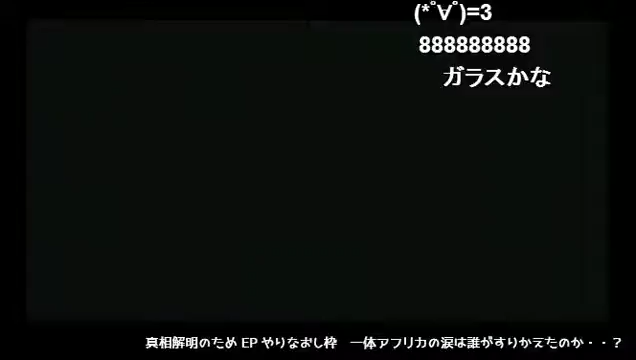 (*ﾟ∀ﾟ)=3
888888888
ガラスかな
真相解明のため EP やりなおし枠　一体アフリカの涙は誰がすりかえたのか・・？